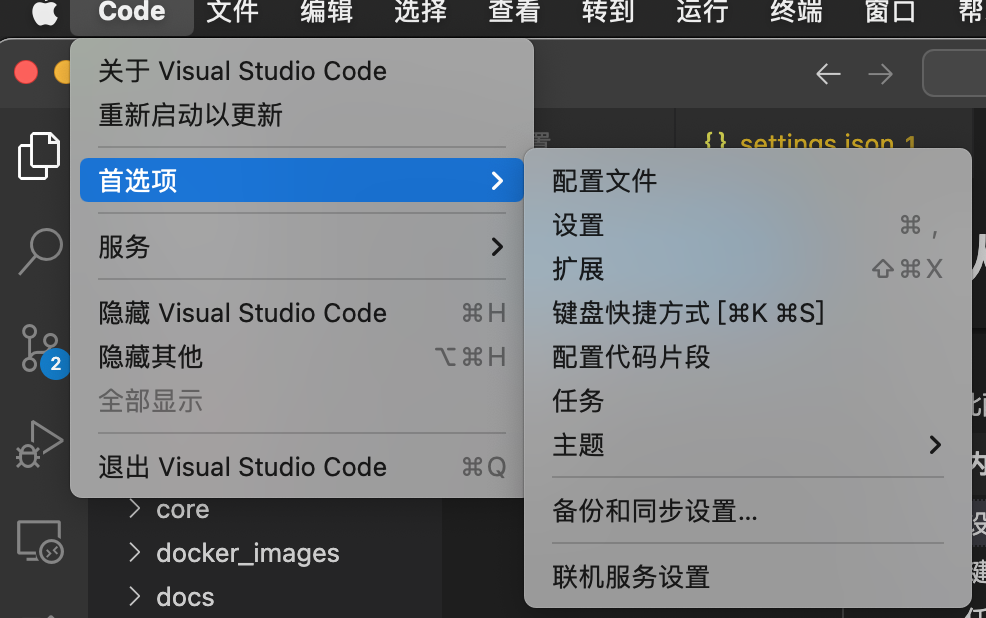 Code 文件 编辑 选择 查看 转到 运行 终端 窗口 帮
关于 Visual Studio Code
重新启动以更新
首选项
服务
隐藏 Visual Studio Code ⌘H
隐藏其他 ⌥⌘H
全部显示
退出 Visual Studio Code ⌘Q
置
{} settings.json 1
配置文件
设置 ⌘ ,
扩展 ⇧⌘X
键盘快捷方式 [⌘K ⌘S]
配置代码片段
任务
主题
备份和同步设置...
联机服务设置
2
core
docker_images
docs